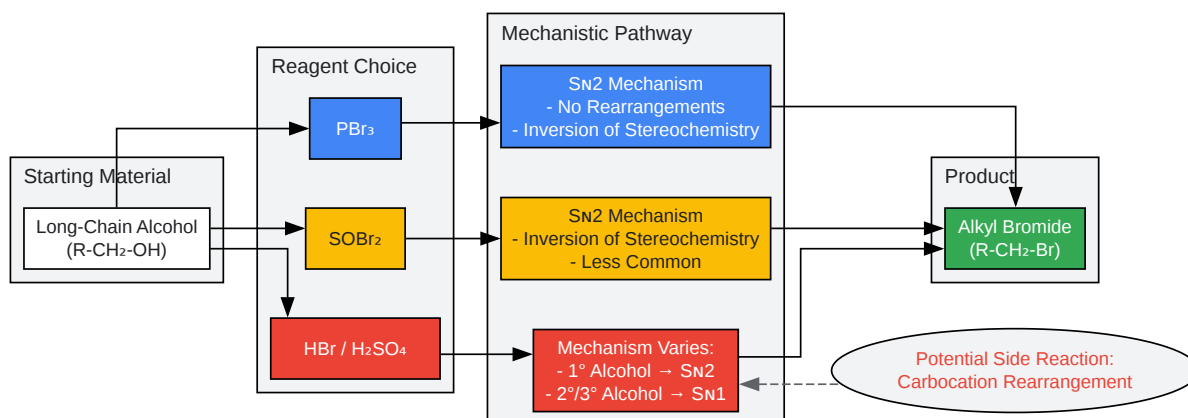 Mechanistic Pathway
Reagent Choice
Starting Material
Product
Long-Chain Alcohol
(R-CH₂-OH)
PBr₃
SOBr₂
HBr / H₂SO₄
Sɴ2 Mechanism
- No Rearrangements
- Inversion of Stereochemistry
Sɴ2 Mechanism
- Inversion of Stereochemistry
- Less Common
Mechanism Varies:
- 1° Alcohol → Sɴ2
- 2°/3° Alcohol → Sɴ1
Alkyl Bromide
(R-CH₂-Br)
Potential Side Reaction:
Carbocation Rearrangement